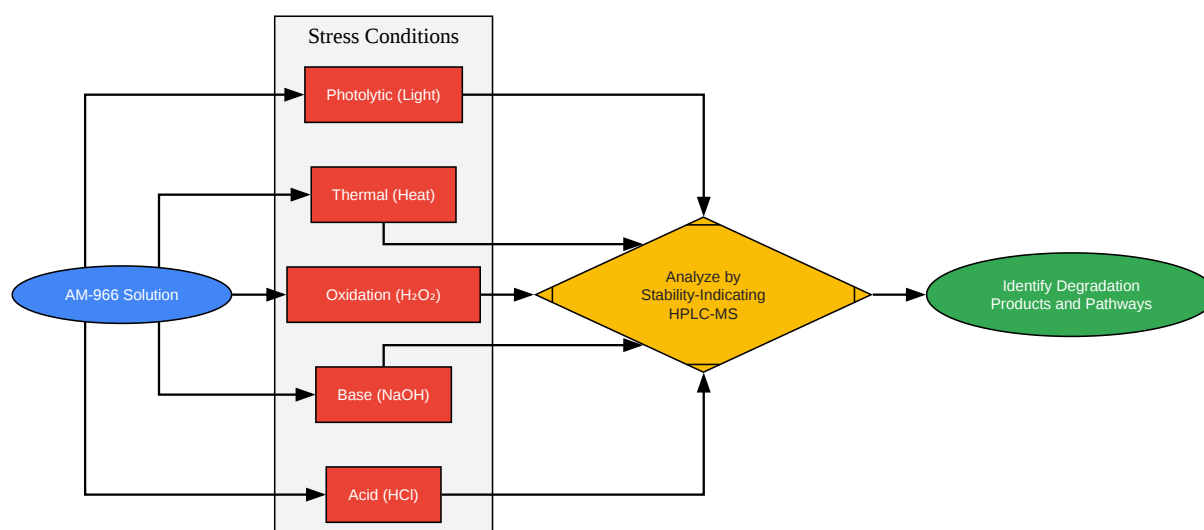 Stress Conditions
Photolytic (Light)
Thermal (Heat)
AM-966 Solution
Oxidation (H₂O₂)
Base (NaOH)
Acid (HCl)
Analyze by
Stability-Indicating
HPLC-MS
Identify Degradation
Products and Pathways